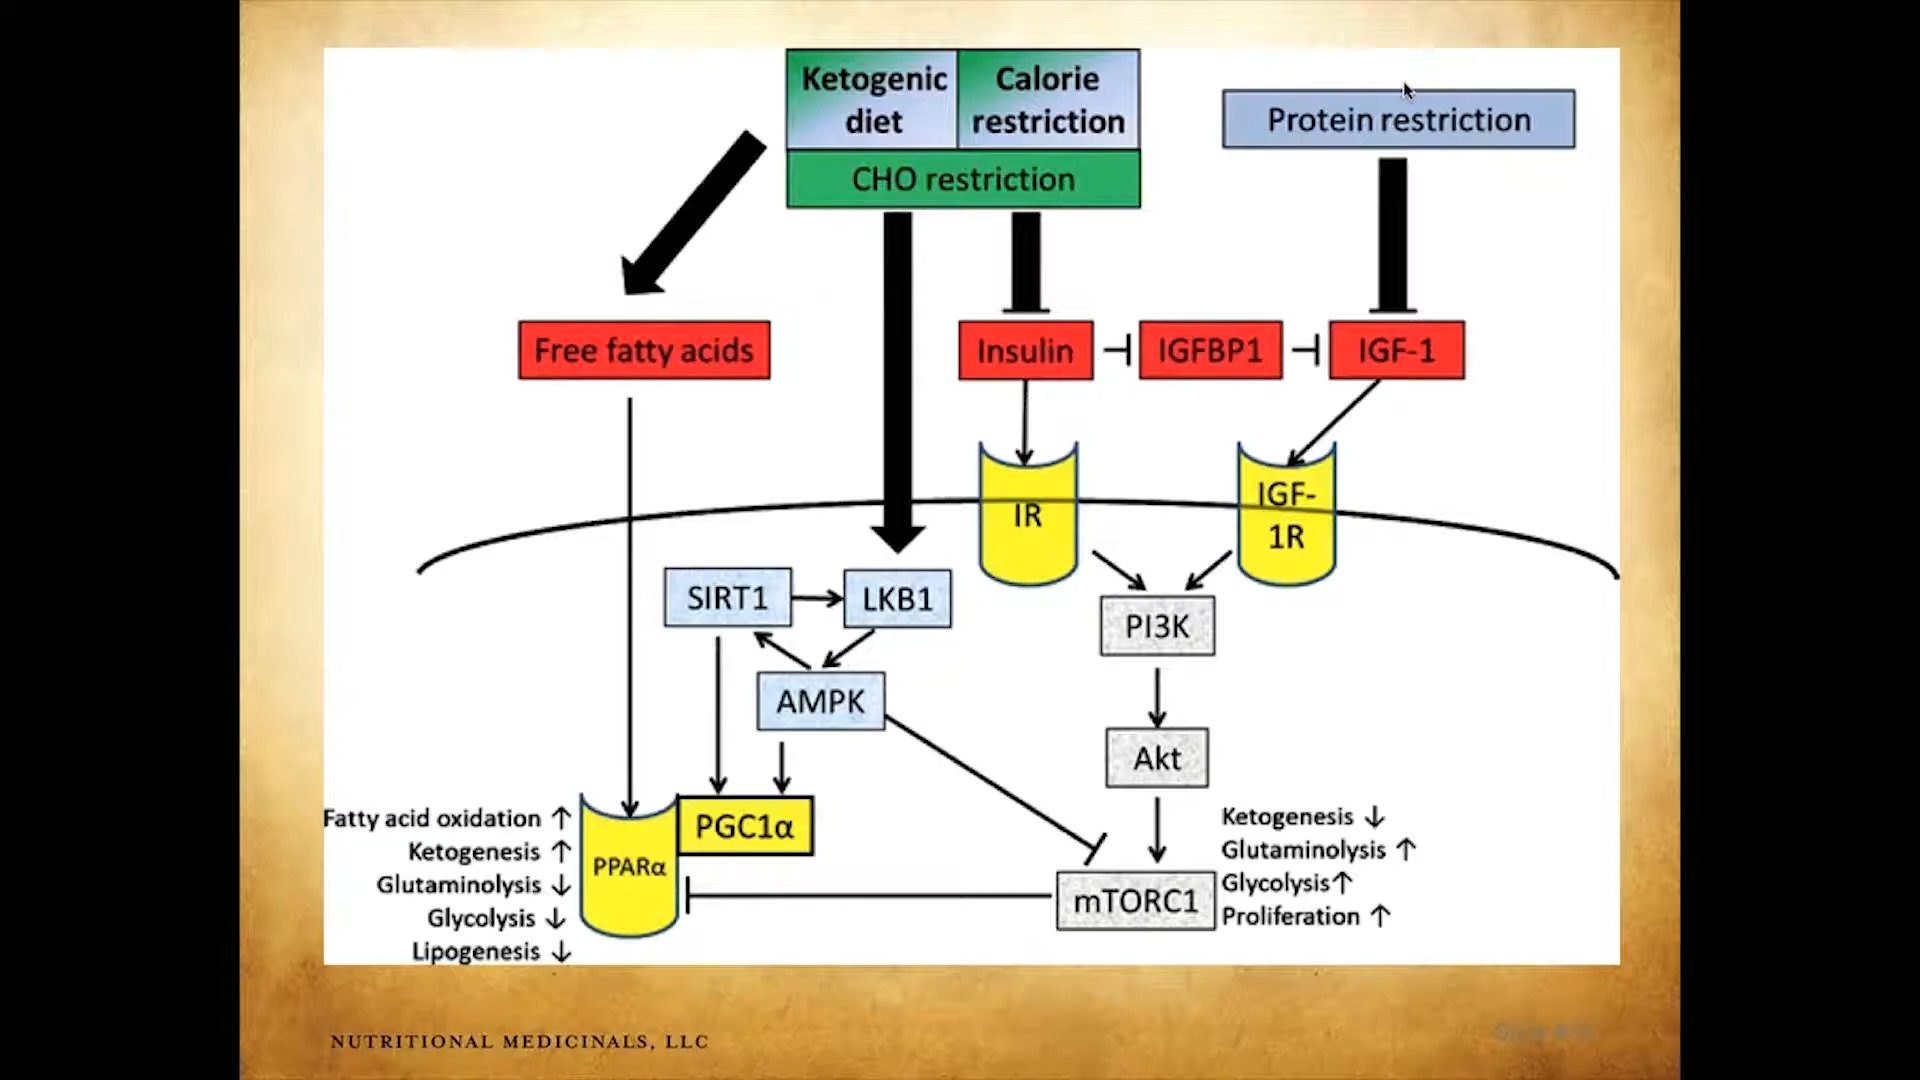 Ketogenic
diet
Calorie
restriction
Protein restriction
CHO restriction
Free fatty acids
Insulin
IGFBP1
IGF-1
IR
IGF-
1R
SIRT1
LKB1
PI3K
AMPK
Akt
Fatty acid oxidation ↑
Ketogenesis ↑
Glutaminolysis ↓
Glycolysis ↓
Lipogenesis ↓
PPARα
PGC1α
mTORC1
Ketogenesis ↓
Glutaminolysis ↑
Glycolysis↑
Proliferation ↑
NUTRITIONAL MEDICINALS, LLC